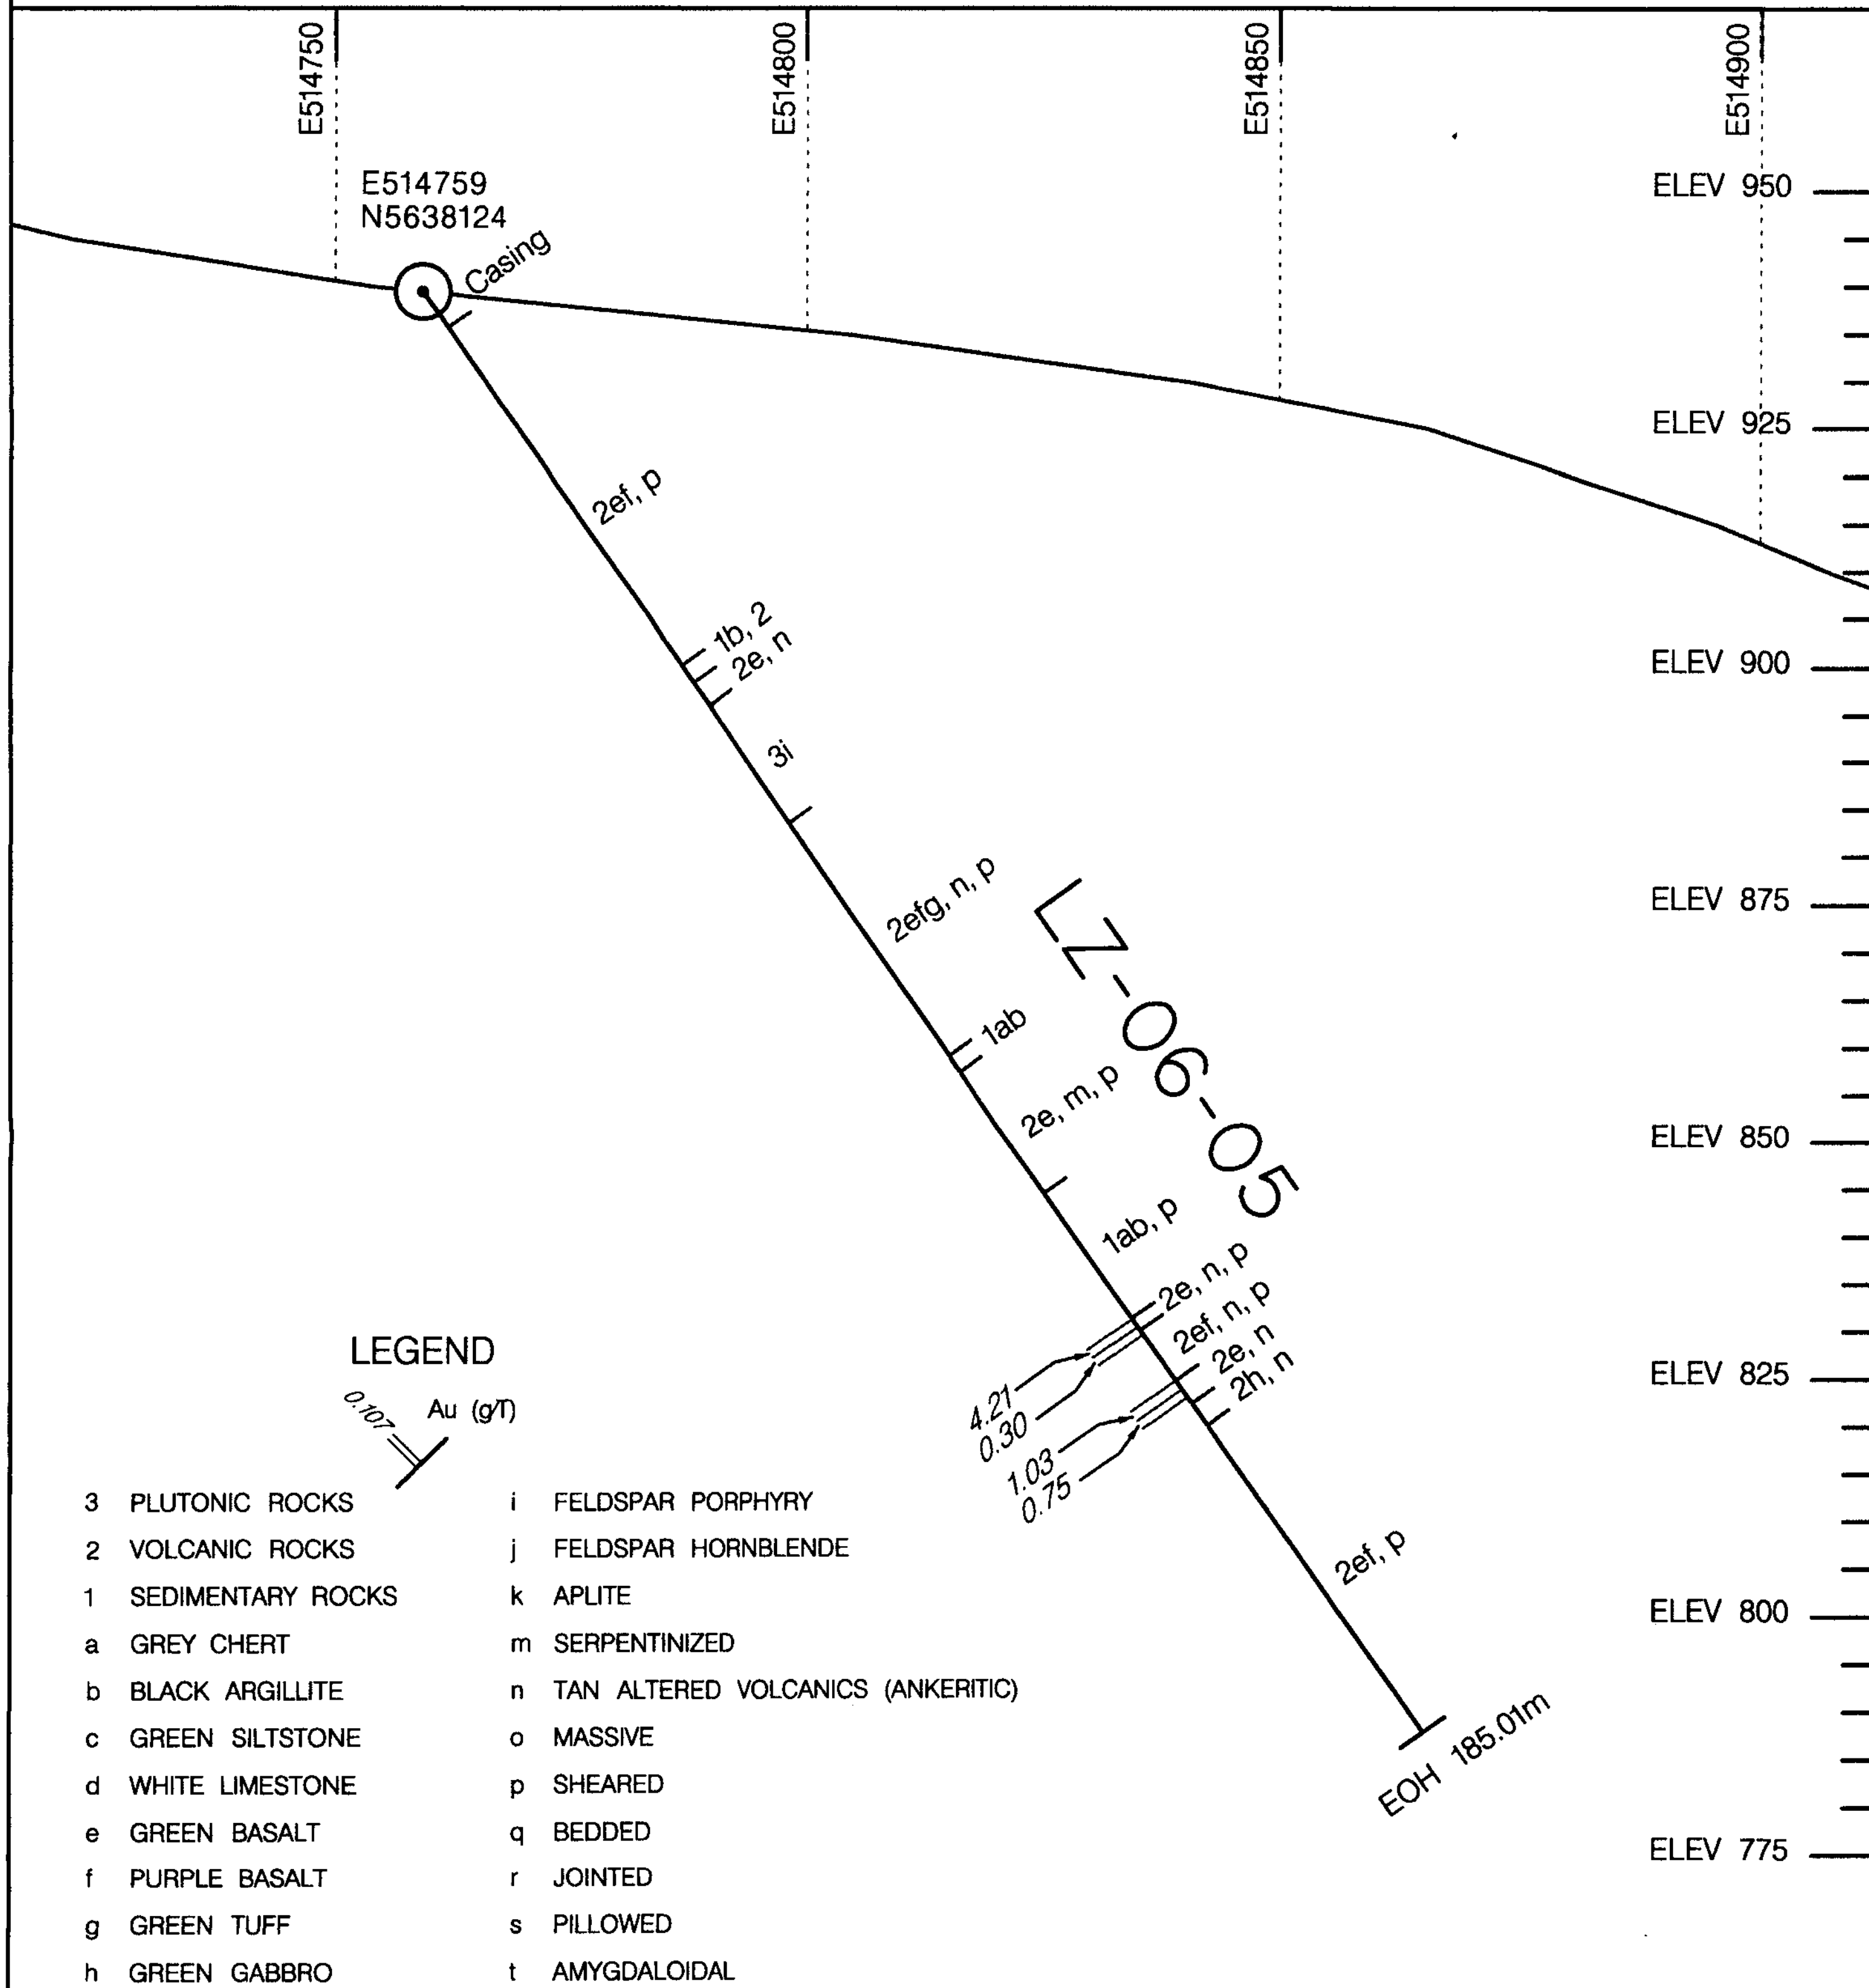 E514750
E514800
E514850
E514900
E514759
N5638124
Casing
ELEV 950
ELEV 925
ELEV 900
ELEV 875
ELEV 850
ELEV 825
ELEV 800
ELEV 775
2ef, p
1b, 2
2e, n
3i
2efg, n, p
1ab
2e, m, p
1ab, p
2e, n, p
2ef, n, p
2e, n
2h, n
2ef, p
EOH 185.01m
LZ-06-05
4.21
0.30
1.03
0.75
LEGEND
0.107
Au (g/T)
3 PLUTONIC ROCKS
2 VOLCANIC ROCKS
1 SEDIMENTARY ROCKS
a GREY CHERT
b BLACK ARGILLITE
c GREEN SILTSTONE
d WHITE LIMESTONE
e GREEN BASALT
f PURPLE BASALT
g GREEN TUFF
h GREEN GABBRO
i FELDSPAR PORPHYRY
j FELDSPAR HORNBLENDE
k APLITE
m SERPENTINIZED
n TAN ALTERED VOLCANICS (ANKERITIC)
o MASSIVE
p SHEARED
q BEDDED
r JOINTED
s PILLOWED
t AMYGDALOIDAL